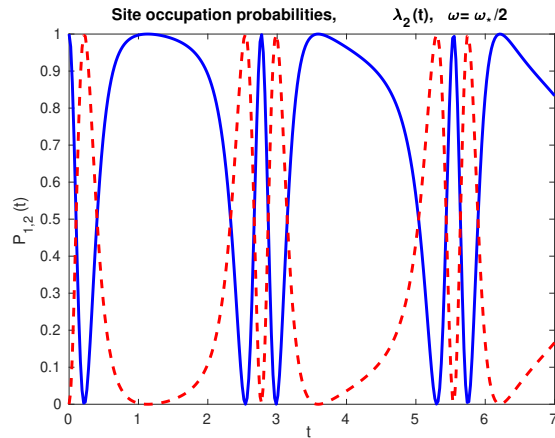 Site occupation probabilities, λ2(t), ω= ω*/2
P1,2 (t)
1
0.9
0.8
0.7
0.6
0.5
0.4
0.3
0.2
0.1
0
0 1 2 3 4 5 6 7
t